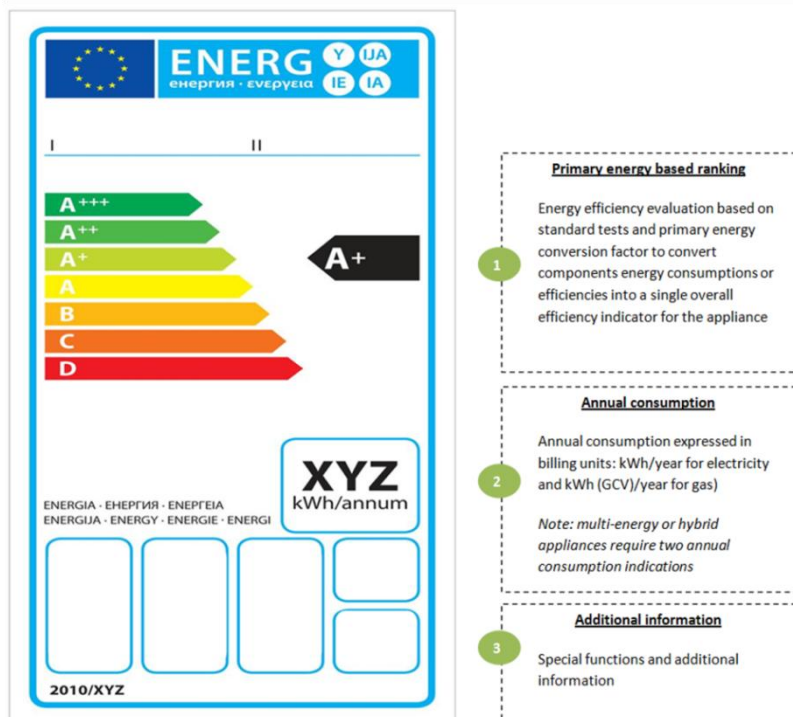 ENERG Y IJA IE IA
енергия · ενεργεια
I II
A+++
A++
A+
A+
A
B
C
D
XYZ
kWh/annum
ENERGIA · ЕНЕРГИЯ · ΕΝΕΡΓΕΙΑ
ENERGIJA · ENERGY · ENERGIE · ENERGI
2010/XYZ
Primary energy based ranking
1
Energy efficiency evaluation based on
standard tests and primary energy
conversion factor to convert
components energy consumptions or
efficiencies into a single overall
efficiency indicator for the appliance
Annual consumption
2
Annual consumption expressed in
billing units: kWh/year for electricity
and kWh (GCV)/year for gas)
Note: multi-energy or hybrid
appliances require two annual
consumption indications
Additional information
3
Special functions and additional
information